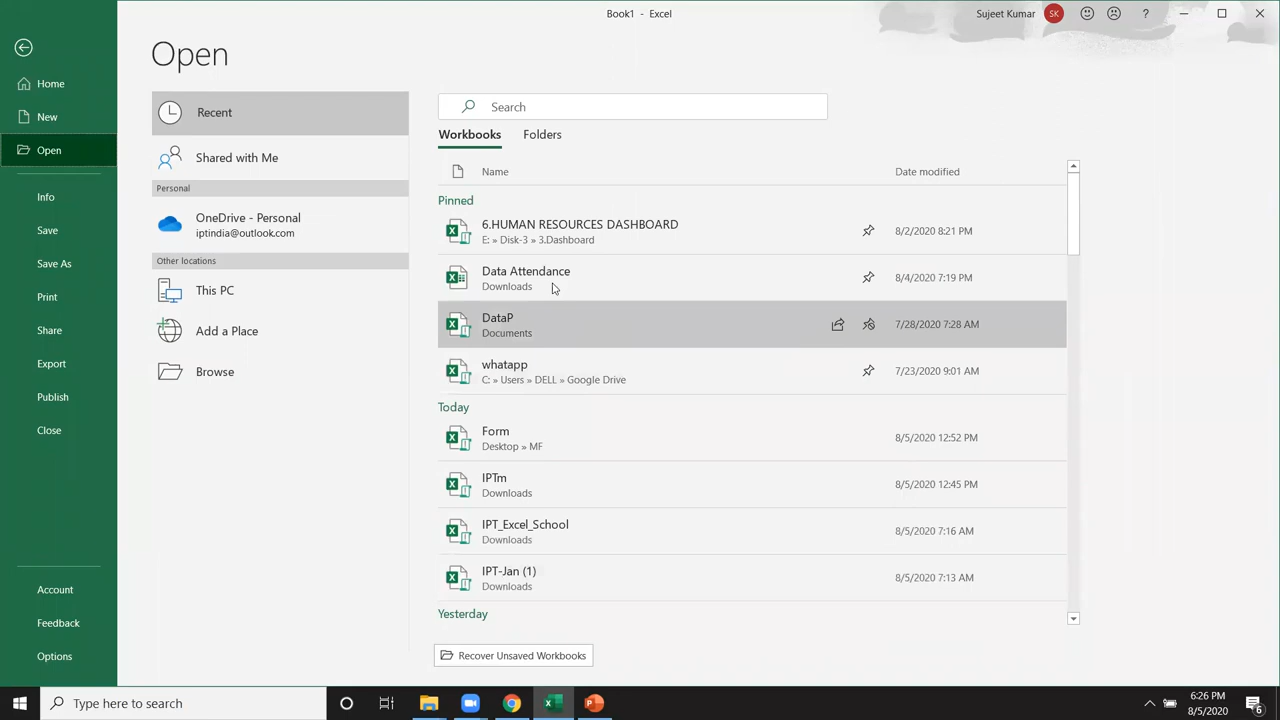 Book1 - Excel
Sujeet Kumar
SK
?
Home
New
Open
Info
Save
Save As
Print
Share
Export
Publish
Close
Account
Feedback
Options
Open
Recent
Shared with Me
Personal
OneDrive - Personal
iptindia@outlook.com
Other locations
This PC
Add a Place
Browse
Search
Workbooks Folders
Name Date modified
Pinned
6.HUMAN RESOURCES DASHBOARD
E: » Disk-3 » 3.Dashboard
8/2/2020 8:21 PM
Data Attendance
Downloads
8/4/2020 7:19 PM
DataP
Documents
7/28/2020 7:28 AM
whatapp
C: » Users » DELL » Google Drive
7/23/2020 9:01 AM
Today
Form
Desktop » MF
8/5/2020 12:52 PM
IPTm
Downloads
8/5/2020 12:45 PM
IPT_Excel_School
Downloads
8/5/2020 7:16 AM
IPT-Jan (1)
Downloads
8/5/2020 7:13 AM
Yesterday
Recover Unsaved Workbooks
Type here to search
6:26 PM
8/5/2020
6